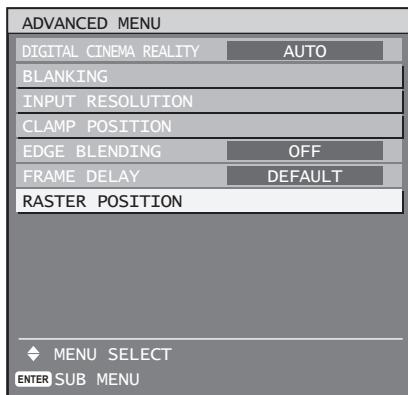 ADVANCED MENU
DIGITAL CINEMA REALITY AUTO
BLANKING
INPUT RESOLUTION
CLAMP POSITION
EDGE BLENDING OFF
FRAME DELAY DEFAULT
RASTER POSITION
MENU SELECT
ENTER SUB MENU